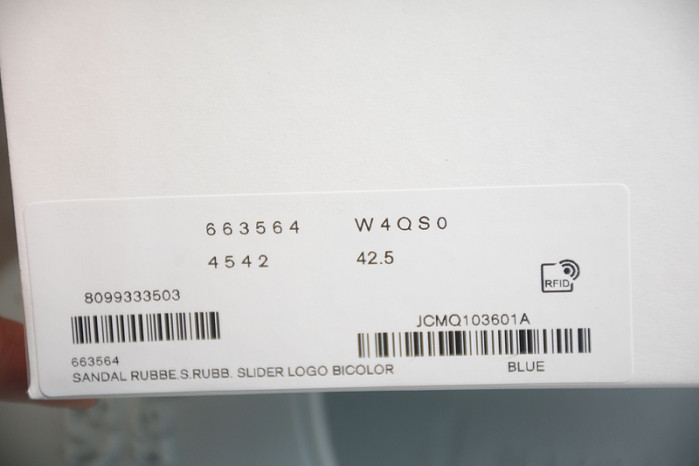 663564 W4QS0
4542 42.5
RFID
8099333503
JCMQ103601A
663564
SANDAL RUBBE.S.RUBB. SLIDER LOGO BICOLOR
BLUE